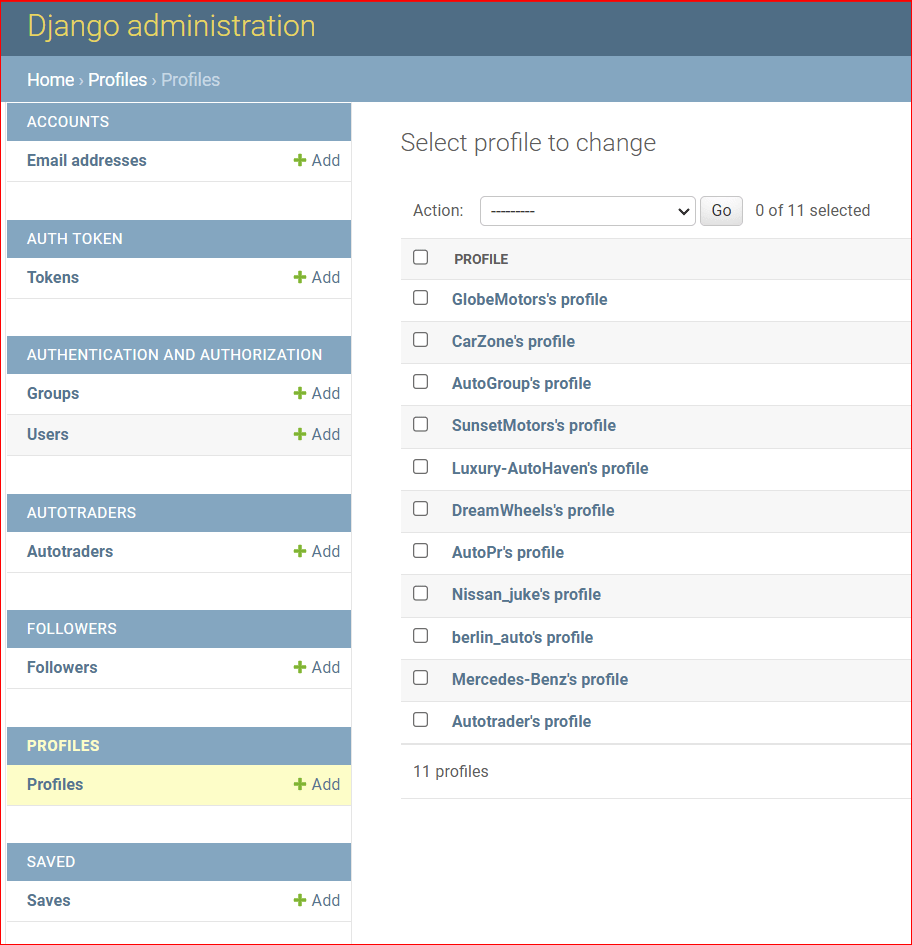 Django administration
Home › Profiles › Profiles
ACCOUNTS
Email addresses + Add
AUTH TOKEN
Tokens + Add
AUTHENTICATION AND AUTHORIZATION
Groups + Add
Users + Add
AUTOTRADERS
Autotraders + Add
FOLLOWERS
Followers + Add
PROFILES
Profiles + Add
SAVED
Saves + Add
Select profile to change
Action: --------- Go 0 of 11 selected
PROFILE
GlobeMotors's profile
CarZone's profile
AutoGroup's profile
SunsetMotors's profile
Luxury-AutoHaven's profile
DreamWheels's profile
AutoPr's profile
Nissan_juke's profile
berlin_auto's profile
Mercedes-Benz's profile
Autotrader's profile
11 profiles